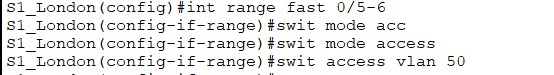 S1_London(config)#int range fast 0/5-6
S1_London(config-if-range)#swit mode acc
S1_London(config-if-range)#swit mode access
S1_London(config-if-range)#swit access vlan 50